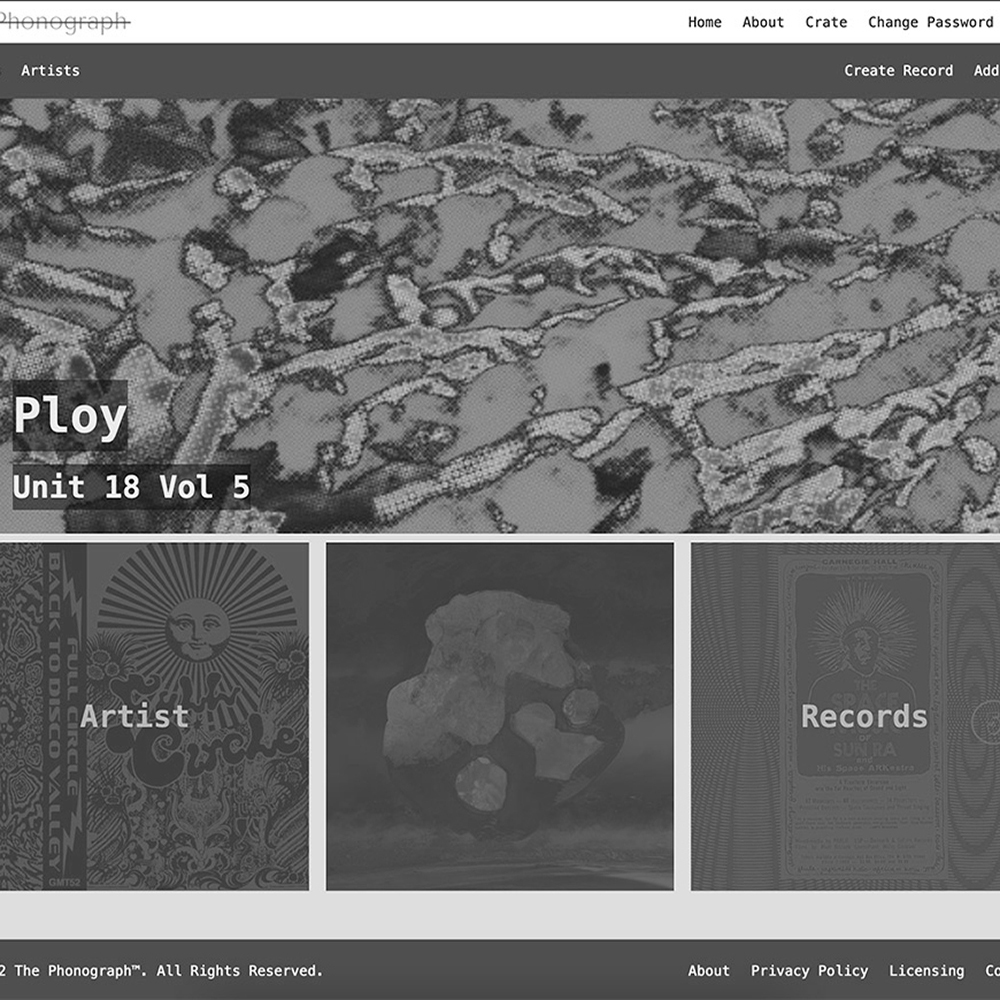 Phonograph
Home About Crate Change Password
Artists
Create Record Add
Ploy
Unit 18 Vol 5
BACK TO DISCO VALLEY
FULL CIRCLE
Full Circle
GMT52
Artist
CARNEGIE HALL
THE
SPACE
OF
SUN RA
and
His Space ARKestra
Records
2 The Phonograph™. All Rights Reserved.
About Privacy Policy Licensing Co